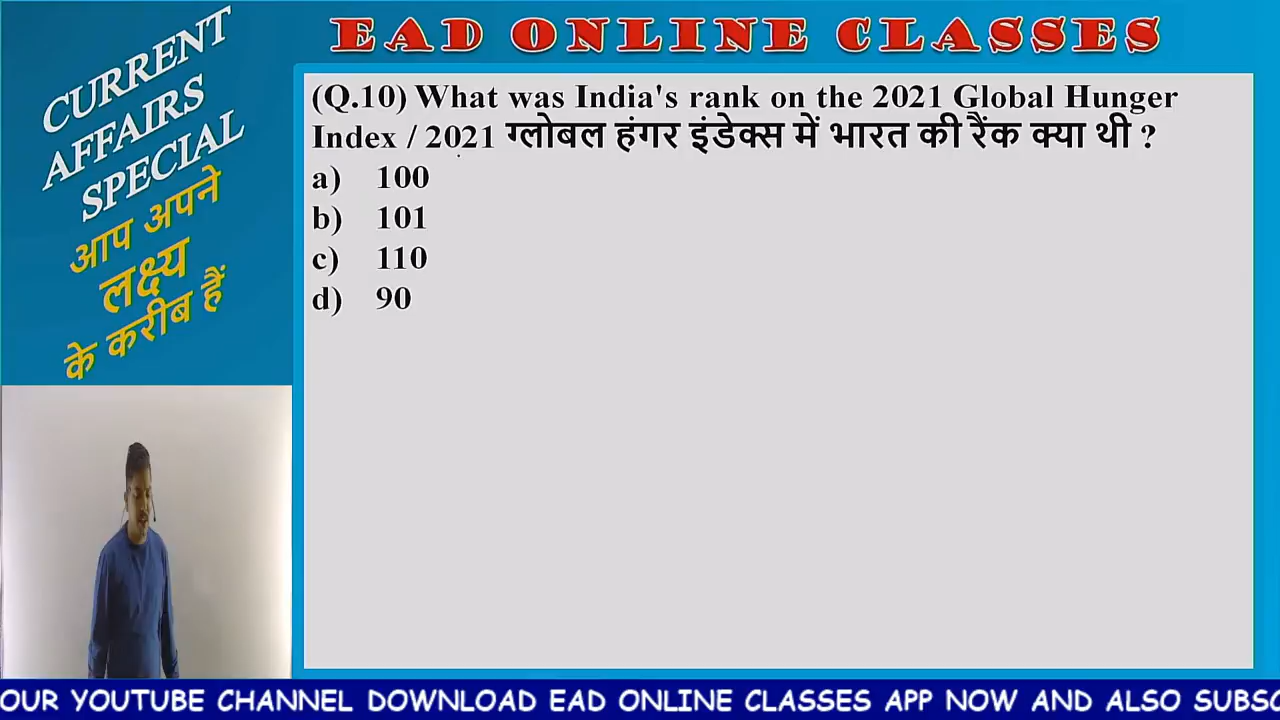 EAD ONLINE CLASSES
CURRENT
AFFAIRS
SPECIAL
आप अपने
लक्ष्य
के करीब हैं
(Q.10) What was India's rank on the 2021 Global Hunger
Index / 2021 ग्लोबल हंगर इंडेक्स में भारत की रैंक क्या थी ?
a) 100
b) 101
c) 110
d) 90
OUR YOUTUBE CHANNEL DOWNLOAD EAD ONLINE CLASSES APP NOW AND ALSO SUBSC